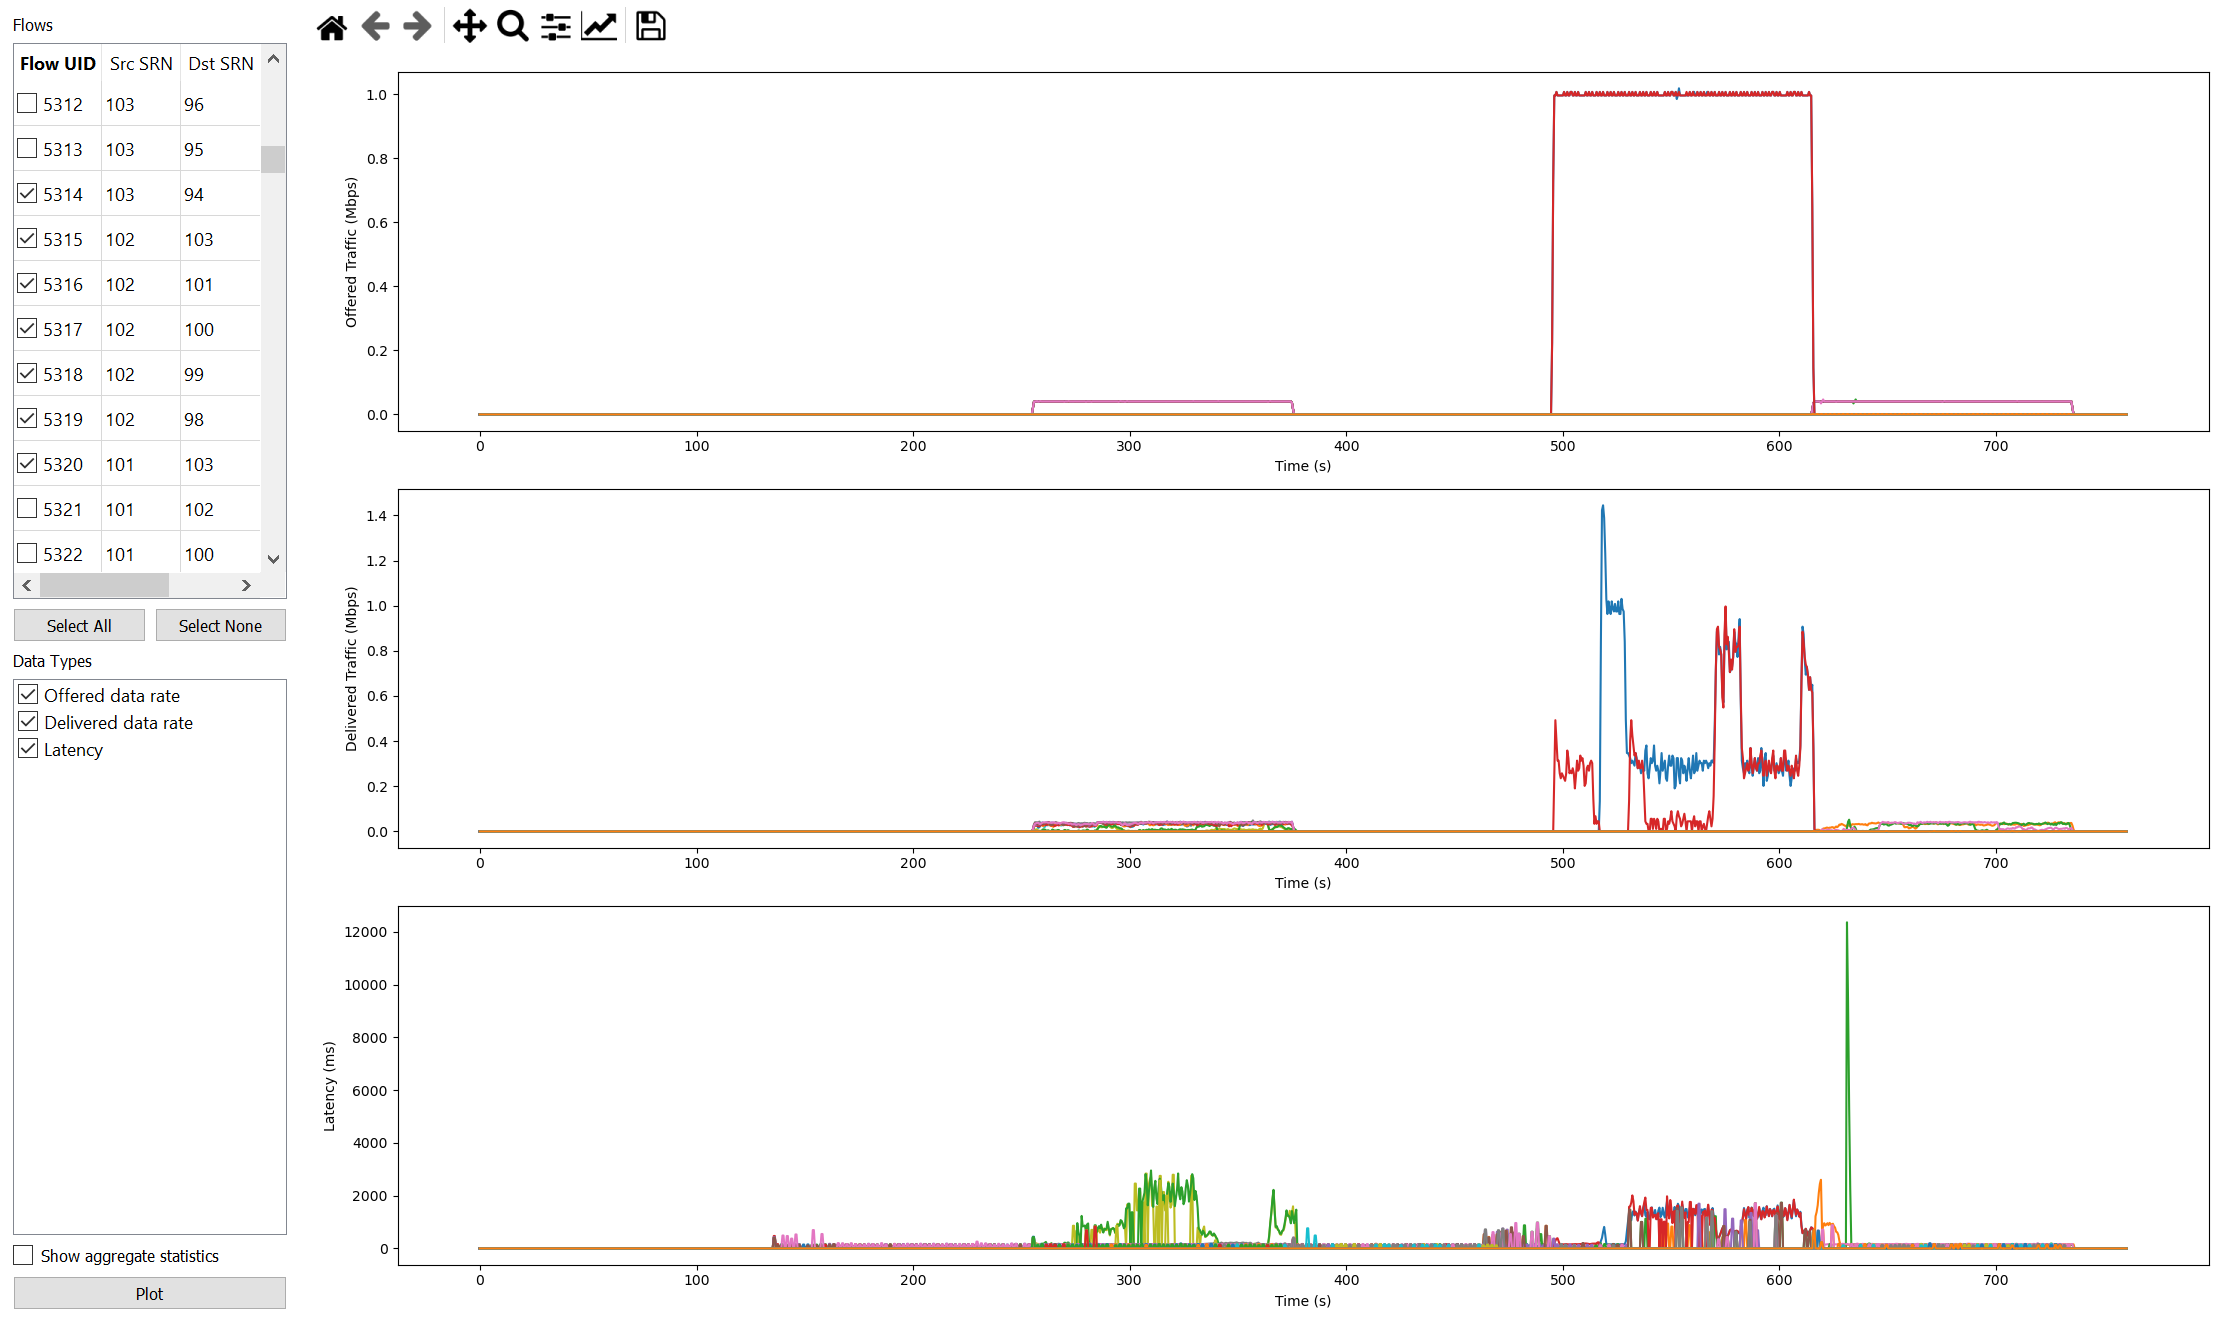 Flows
Flow UID Src SRN Dst SRN
5312 103 96
5313 103 95
5314 103 94
5315 102 103
5316 102 101
5317 102 100
5318 102 99
5319 102 98
5320 101 103
5321 101 102
5322 101 100
Select All Select None
Data Types
Offered data rate
Delivered data rate
Latency
Show aggregate statistics
Plot
Offered Traffic (Mbps)
1.0
0.8
0.6
0.4
0.2
0.0
0 100 200 300 400 500 600 700
Time (s)
Delivered Traffic (Mbps)
1.4
1.2
1.0
0.8
0.6
0.4
0.2
0.0
0 100 200 300 400 500 600 700
Time (s)
Latency (ms)
12000
10000
8000
6000
4000
2000
0
0 100 200 300 400 500 600 700
Time (s)